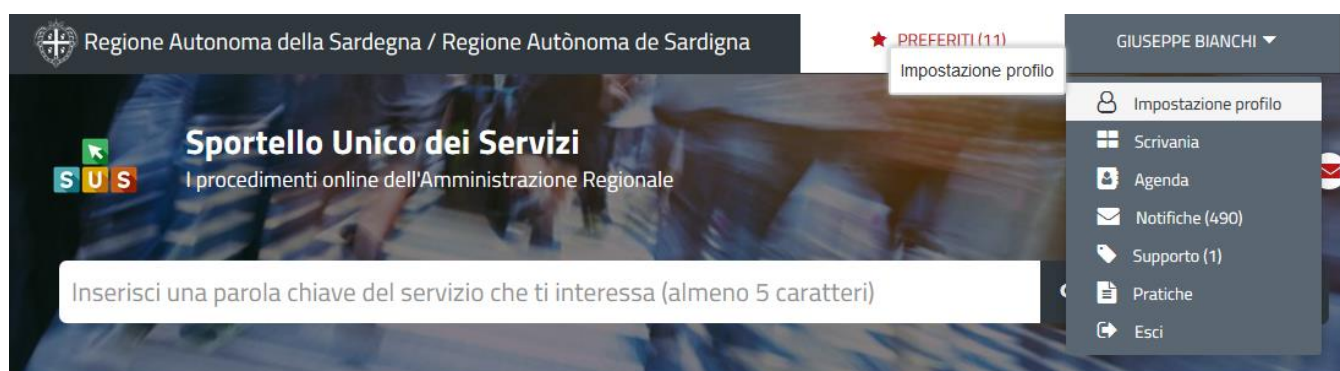 Regione Autonoma della Sardegna / Regione Autònoma de Sardigna
PREFERITI (11)
GIUSEPPE BIANCHI
Impostazione profilo
Impostazione profilo
Scrivania
Agenda
Notifiche (490)
Supporto (1)
Pratiche
Esci
SUS
Sportello Unico dei Servizi
I procedimenti online dell'Amministrazione Regionale
Inserisci una parola chiave del servizio che ti interessa (almeno 5 caratteri)